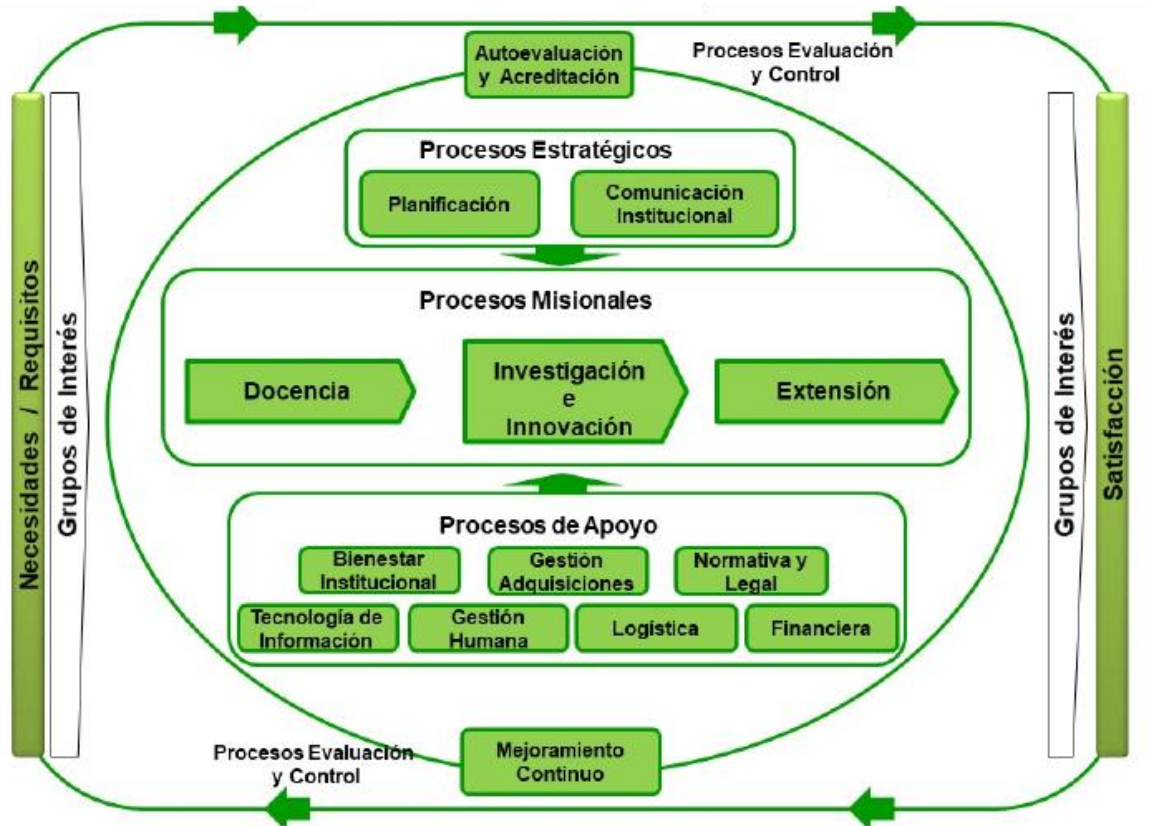 Autoevaluación
y Acreditación
Procesos Evaluación
y Control
Necesidades / Requisitos
Grupos de Interés
Procesos Estratégicos
Planificación
Comunicación
Institucional
Procesos Misionales
Docencia
Investigación
e
Innovación
Extensión
Procesos de Apoyo
Bienestar
Institucional
Gestión
Adquisiciones
Normativa y
Legal
Tecnología de
Información
Gestión
Humana
Logística
Financiera
Grupos de Interés
Satisfacción
Procesos Evaluación
y Control
Mejoramiento
Continuo